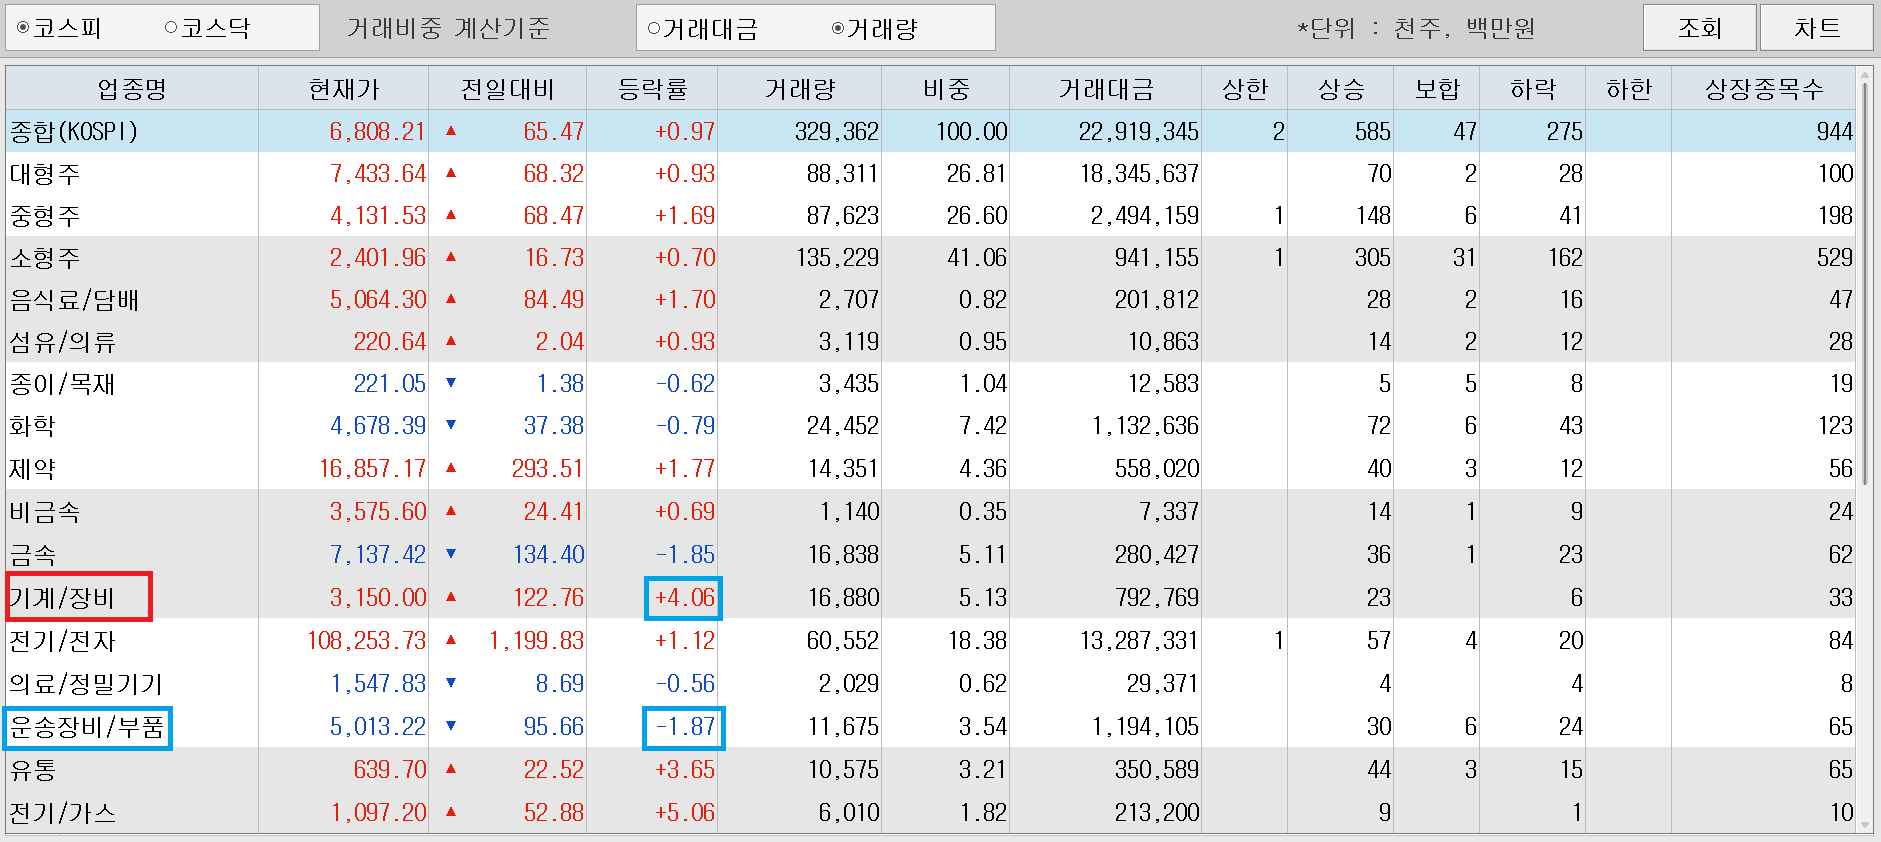 코스피 코스닥 거래비중 계산기준 거래대금 거래량 *단위 : 천주, 백만원 조회 차트
업종명 현재가 전일대비 등락률 거래량 비중 거래대금 상한 상승 보합 하락 하한 상장종목수
종합(KOSPI) 6,808.21 ▲ 65.47 +0.97 329,362 100.00 22,919,345 2 585 47 275 944
대형주 7,433.64 ▲ 68.32 +0.93 88,311 26.81 18,345,637 70 2 28 100
중형주 4,131.53 ▲ 68.47 +1.69 87,623 26.60 2,494,159 1 148 6 41 198
소형주 2,401.96 ▲ 16.73 +0.70 135,229 41.06 941,155 1 305 31 162 529
음식료/담배 5,064.30 ▲ 84.49 +1.70 2,707 0.82 201,812 28 2 16 47
섬유/의류 220.64 ▲ 2.04 +0.93 3,119 0.95 10,863 14 2 12 28
종이/목재 221.05 ▼ 1.38 -0.62 3,435 1.04 12,583 5 5 8 19
화학 4,678.39 ▼ 37.38 -0.79 24,452 7.42 1,132,636 72 6 43 123
제약 16,857.17 ▲ 293.51 +1.77 14,351 4.36 558,020 40 3 12 56
비금속 3,575.60 ▲ 24.41 +0.69 1,140 0.35 7,337 14 1 9 24
금속 7,137.42 ▼ 134.40 -1.85 16,838 5.11 280,427 36 1 23 62
기계/장비 3,150.00 ▲ 122.76 +4.06 16,880 5.13 792,769 23 6 33
전기/전자 108,253.73 ▲ 1,199.83 +1.12 60,552 18.38 13,287,331 1 57 4 20 84
의료/정밀기기 1,547.83 ▼ 8.69 -0.56 2,029 0.62 29,371 4 4 8
운송장비/부품 5,013.22 ▼ 95.66 -1.87 11,675 3.54 1,194,105 30 6 24 65
유통 639.70 ▲ 22.52 +3.65 10,575 3.21 350,589 44 3 15 65
전기/가스 1,097.20 ▲ 52.88 +5.06 6,010 1.82 213,200 9 1 10